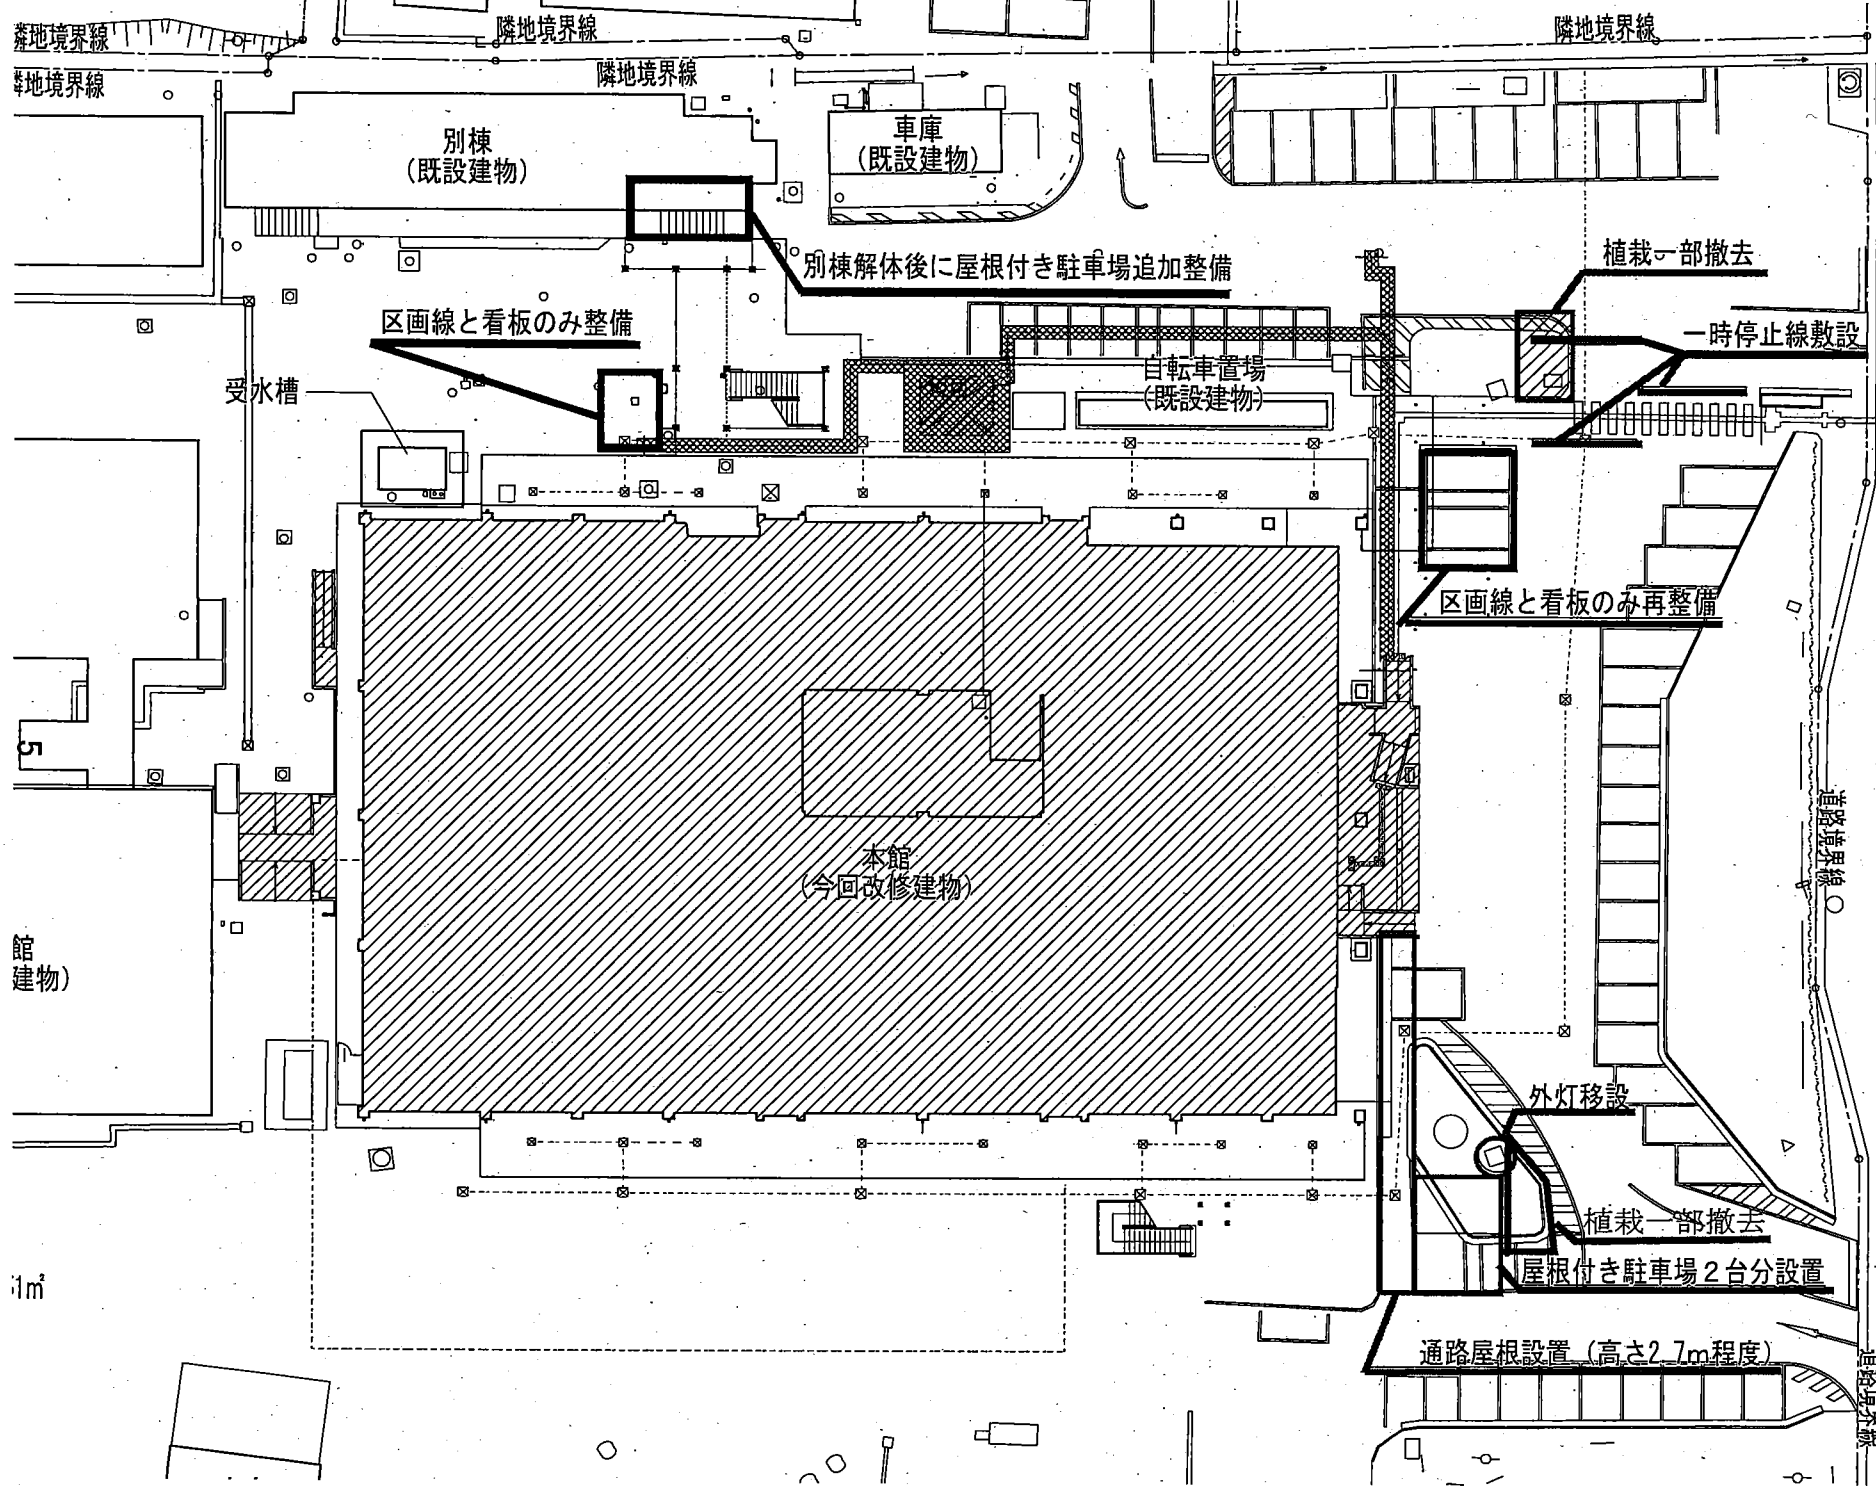 隣地境界線
隣地境界線
隣地境界線
隣地境界線
隣地境界線
別棟
(既設建物)
車庫
(既設建物)
別棟解体後に屋根付き駐車場追加整備
植栽一部撤去
区画線と看板のみ整備
一時停止線敷設
受水槽
自転車置場
(既設建物)
区画線と看板のみ再整備
5
道路境界線
本館
(今回改修建物)
館
建物)
外灯移設
植栽一部撤去
屋根付き駐車場2台分設置
1㎡
通路屋根設置(高さ2.7m程度)
道路境界線